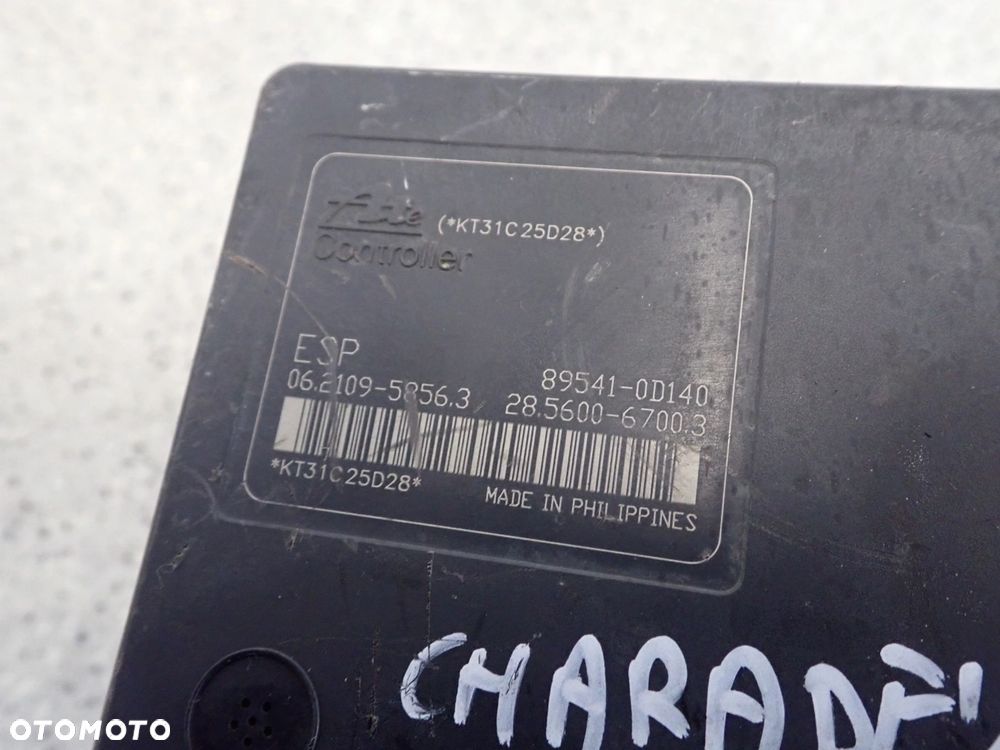 Ate (*KT31C25D28*)
Controller
ESP
06.2109-5856.3
89541-0D140
28.5600-6700.3
*KT31C25D28*
MADE IN PHILIPPINES
CHARADE
OTOMOTO